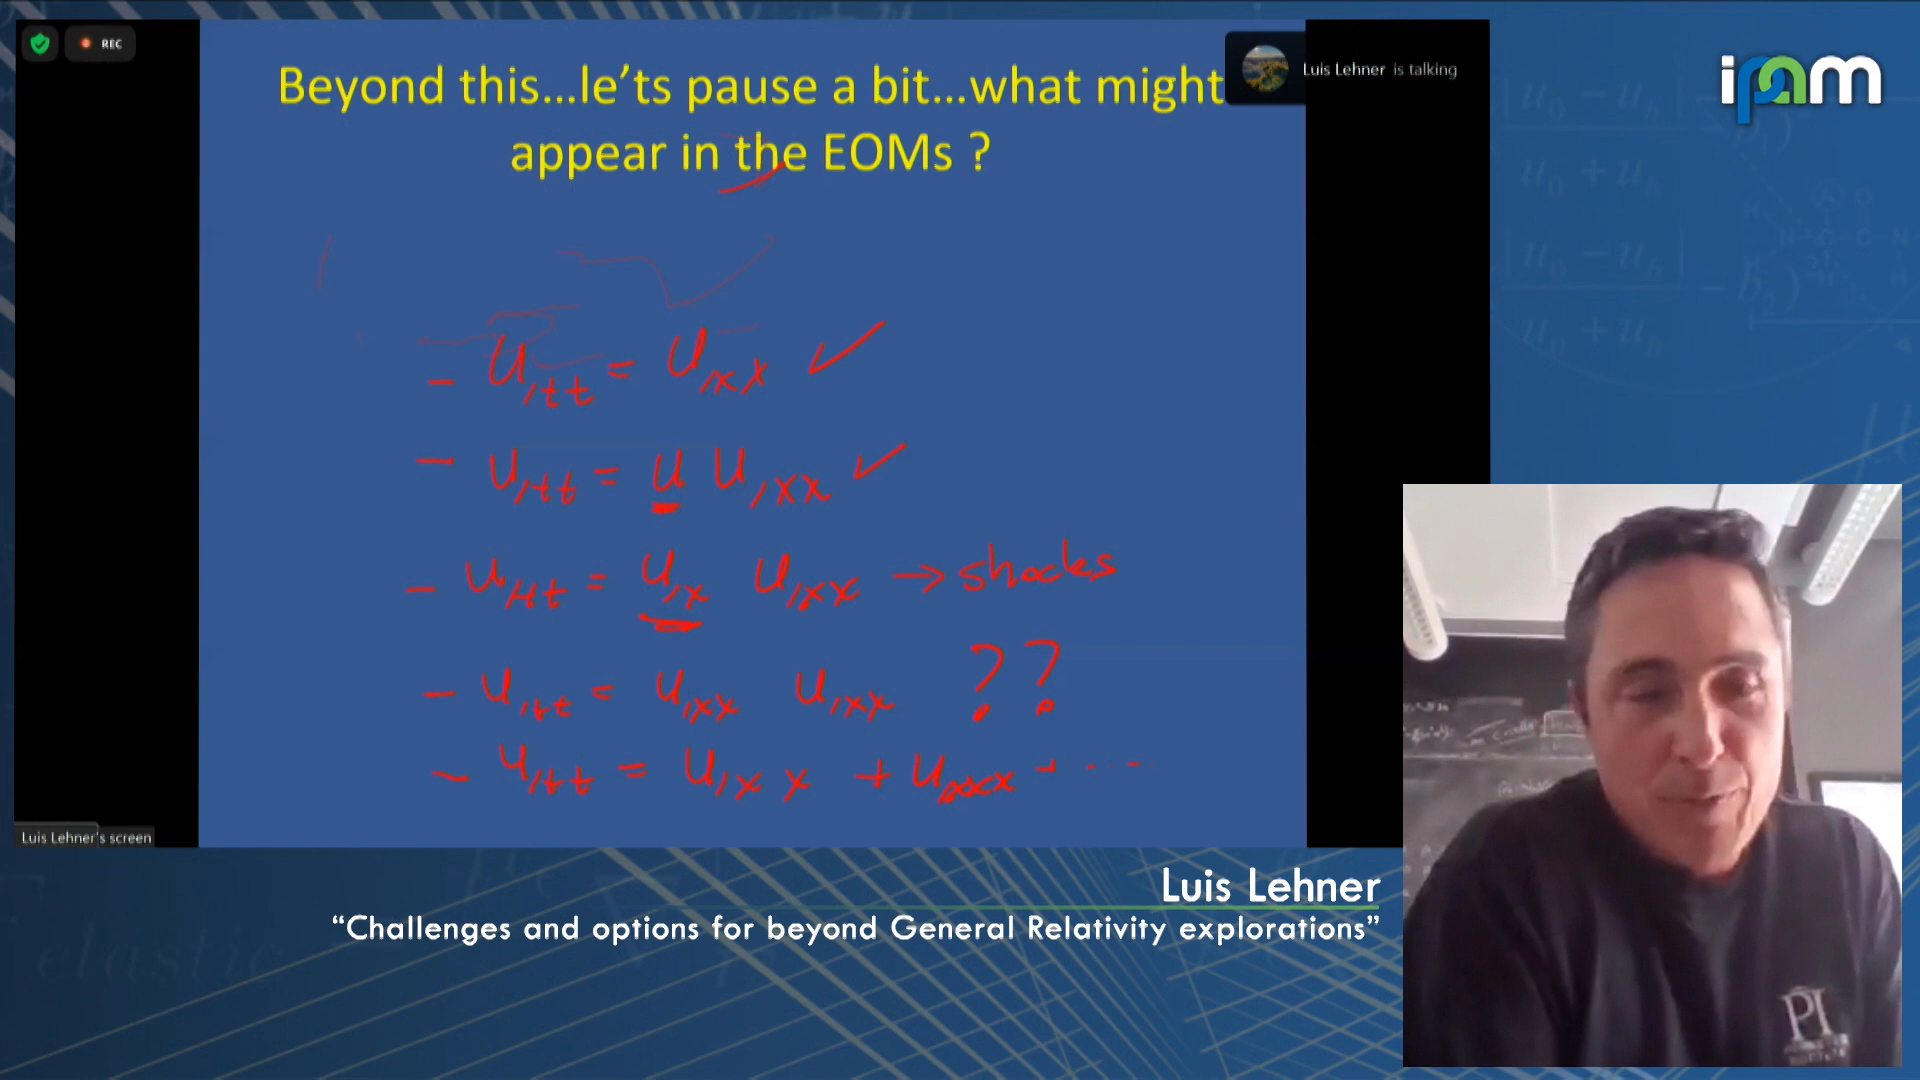 REC
Beyond this...le'ts pause a bit...what might
appear in the EOMs ?
Luis Lehner is talking
ipam
- u,tt = u,xx ✓
- u,tt = u u,xx ✓
- u,tt = u,x u,xx → shocks
- u,tt = u,xx u,xx ??
- u,tt = u,xx + u,xxx + ....
Luis Lehner's screen
Luis Lehner
“Challenges and options for beyond General Relativity explorations”
PI
elastic